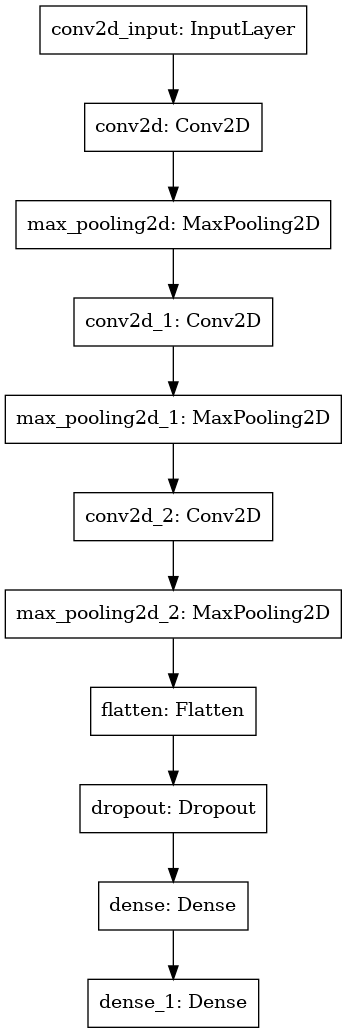 conv2d_input: InputLayer
conv2d: Conv2D
max_pooling2d: MaxPooling2D
conv2d_1: Conv2D
max_pooling2d_1: MaxPooling2D
conv2d_2: Conv2D
max_pooling2d_2: MaxPooling2D
flatten: Flatten
dropout: Dropout
dense: Dense
dense_1: Dense